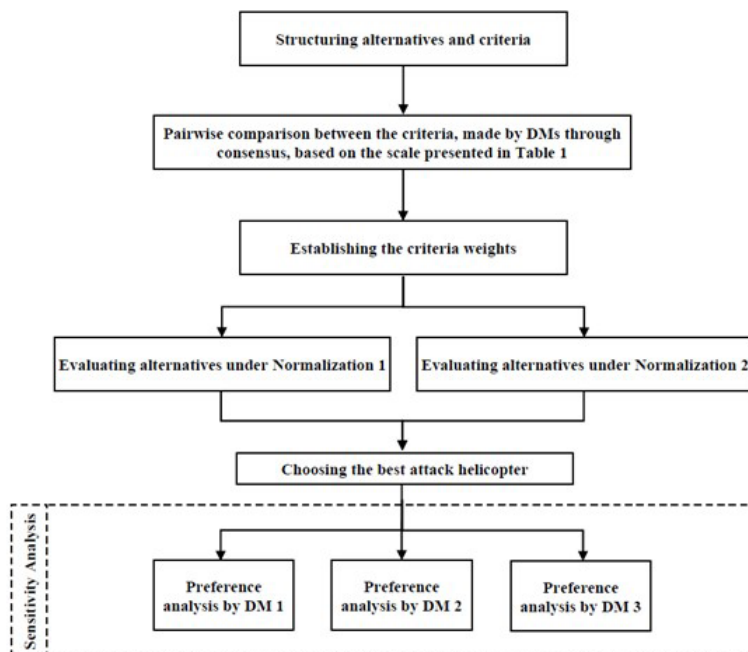 Structuring alternatives and criteria
Pairwise comparison between the criteria, made by DMs through
consensus, based on the scale presented in Table 1
Establishing the criteria weights
Evaluating alternatives under Normalization 1
Evaluating alternatives under Normalization 2
Choosing the best attack helicopter
Sensitivity Analysis
Preference
analysis by DM 1
Preference
analysis by DM 2
Preference
analysis by DM 3